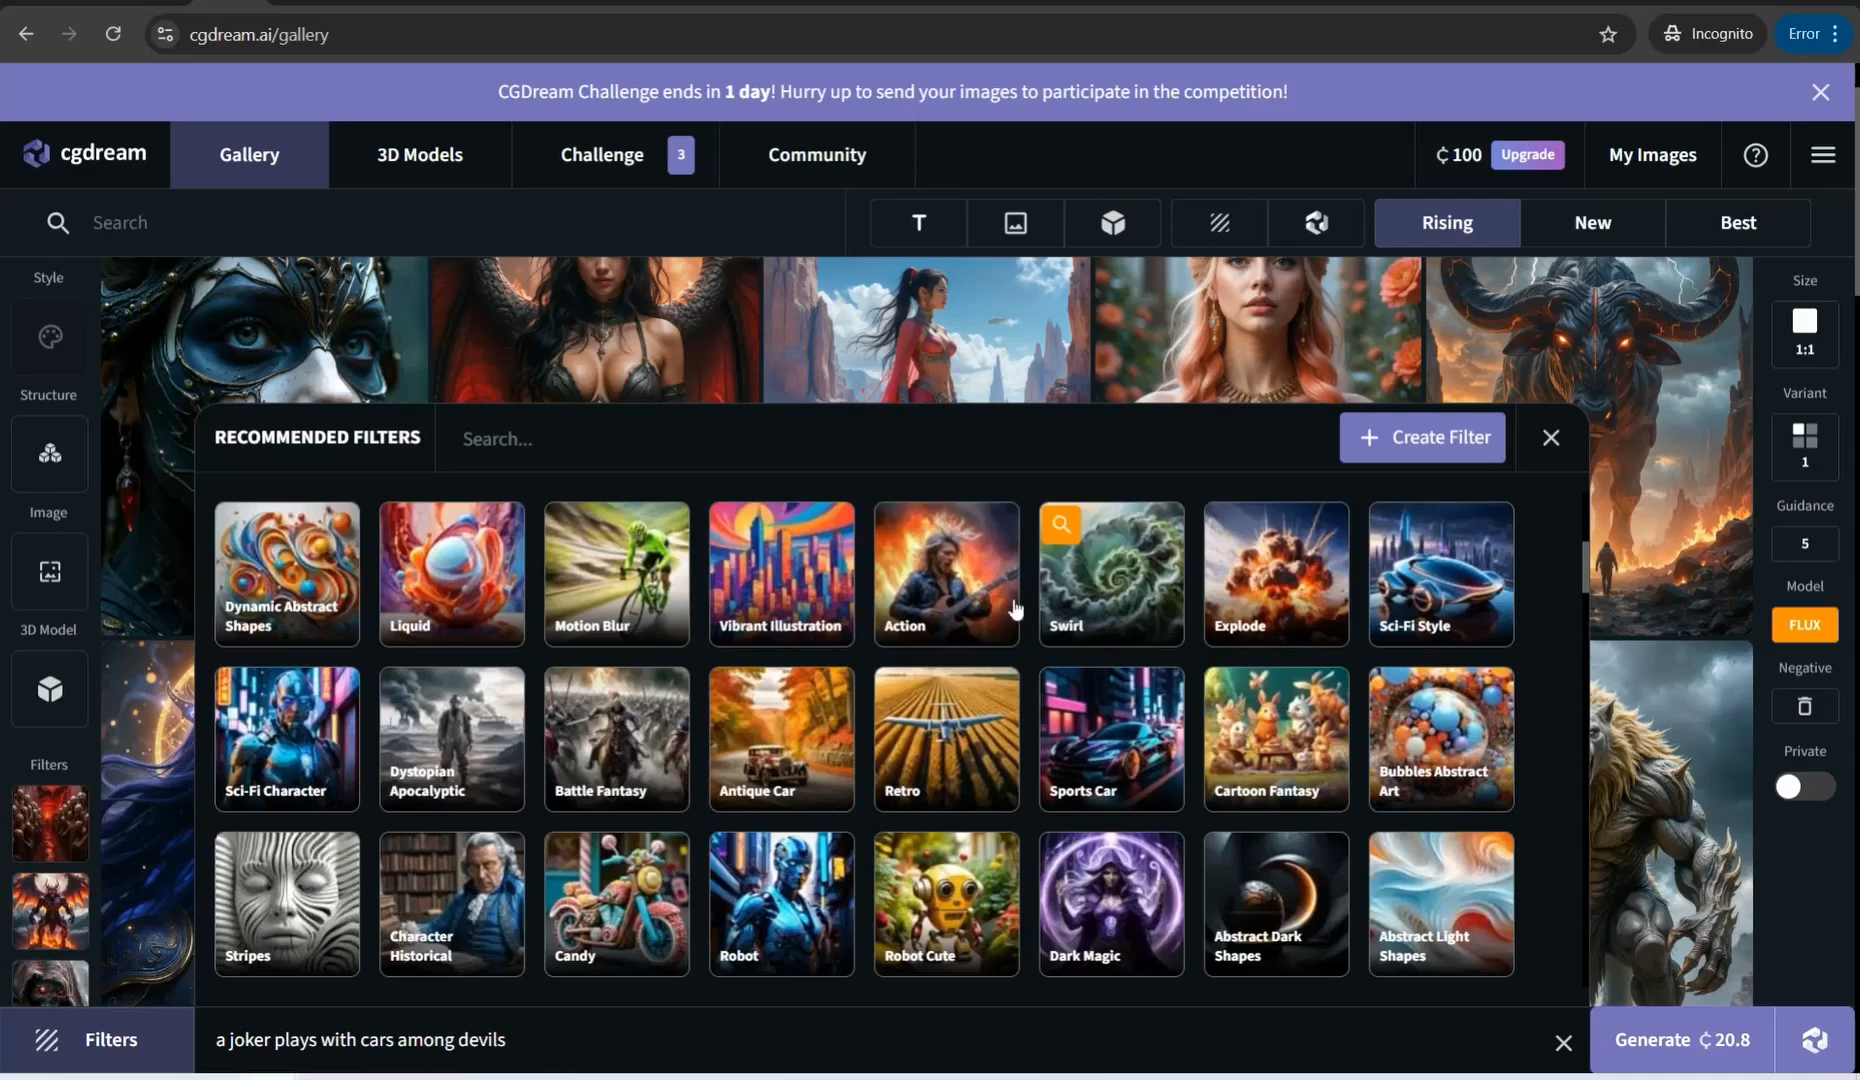 cgdream.ai/gallery
Incognito
Error
CGDream Challenge ends in 1 day! Hurry up to send your images to participate in the competition!
cgdream
Gallery
3D Models
Challenge
3
Community
₵ 100
Upgrade
My Images
Search
T
Rising
New
Best
Style
Structure
Image
3D Model
Filters
RECOMMENDED FILTERS
Search...
+ Create Filter
Dynamic Abstract
Shapes
Liquid
Motion Blur
Vibrant Illustration
Action
Swirl
Explode
Sci-Fi Style
Sci-Fi Character
Dystopian
Apocalyptic
Battle Fantasy
Antique Car
Retro
Sports Car
Cartoon Fantasy
Bubbles Abstract
Art
Stripes
Character
Historical
Candy
Robot
Robot Cute
Dark Magic
Abstract Dark
Shapes
Abstract Light
Shapes
Size
1:1
Variant
1
Guidance
5
Model
FLUX
Negative
Private
Filters
a joker plays with cars among devils
Generate ₵ 20.8